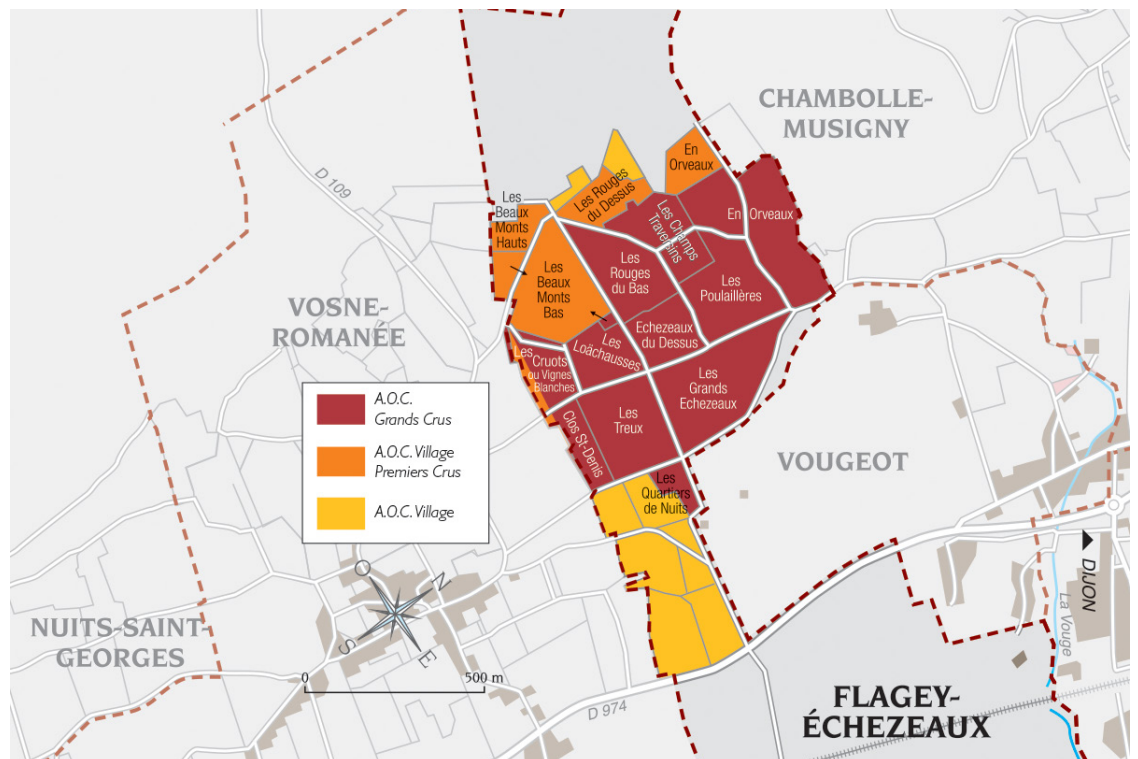 CHAMBOLLE-
MUSIGNY
D 109
En
Orveaux
Les Rouges
du Dessus
Les
Beaux
Monts
Hauts
Les Champs
Traversins
En Orveaux
Les
Rouges
du Bas
Les
Poulaillères
Les
Beaux
Monts
Bas
VOSNE-
ROMANÉE
Echezeaux
du Dessus
Les
Loächausses
Les
Cruots
ou Vignes
Blanches
Les
Grands
Echezeaux
Les
Treux
Clos St-Denis
A.O.C.
Grands Crus
A.O.C. Village
Premiers Crus
A.O.C. Village
VOUGEOT
Les
Quartiers
de Nuits
DIJON
La Vouge
O
N
S
E
NUITS-SAINT-
GEORGES
0
500 m
D 974
FLAGEY-
ÉCHEZEAUX